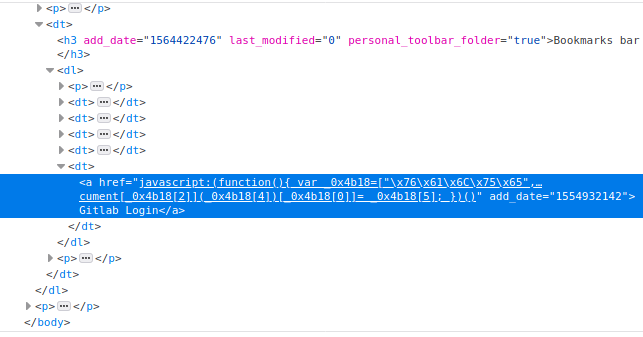 <p> ··· </p>
<dt>
<h3 add_date="1564422476" last_modified="0" personal_toolbar_folder="true">Bookmarks bar
</h3>
<dl>
<p> ··· </p>
<dt> ··· </dt>
<dt> ··· </dt>
<dt> ··· </dt>
<dt> ··· </dt>
<dt>
<a href="javascript:(function(){ var _0x4b18=["\x76\x61\x6C\x75\x65",…
cument[_0x4b18[2]](_0x4b18[4])[_0x4b18[0]]= _0x4b18[5]; })()" add_date="1554932142">
Gitlab Login</a>
</dt>
</dl>
<p> ··· </p>
</dt>
</dl>
<p> ··· </p>
</body>